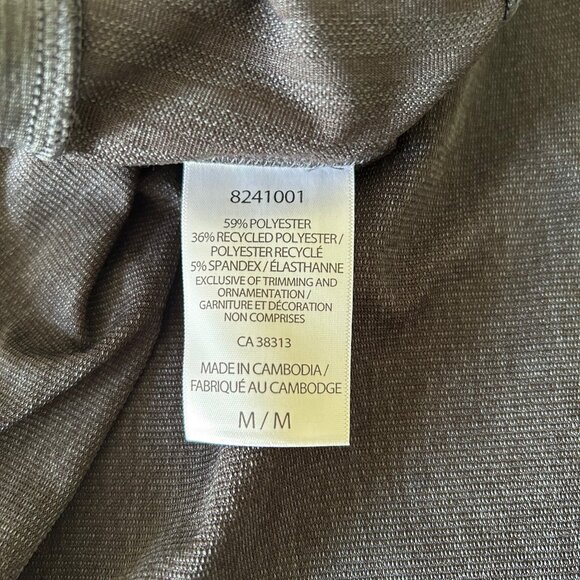 8241001
59% POLYESTER
36% RECYCLED POLYESTER /
POLYESTER RECYCLÉ
5% SPANDEX / ÉLASTHANNE
EXCLUSIVE OF TRIMMING AND
ORNAMENTATION /
GARNITURE ET DÉCORATION
NON COMPRISES
CA 38313
MADE IN CAMBODIA /
FABRIQUÉ AU CAMBODGE
M / M